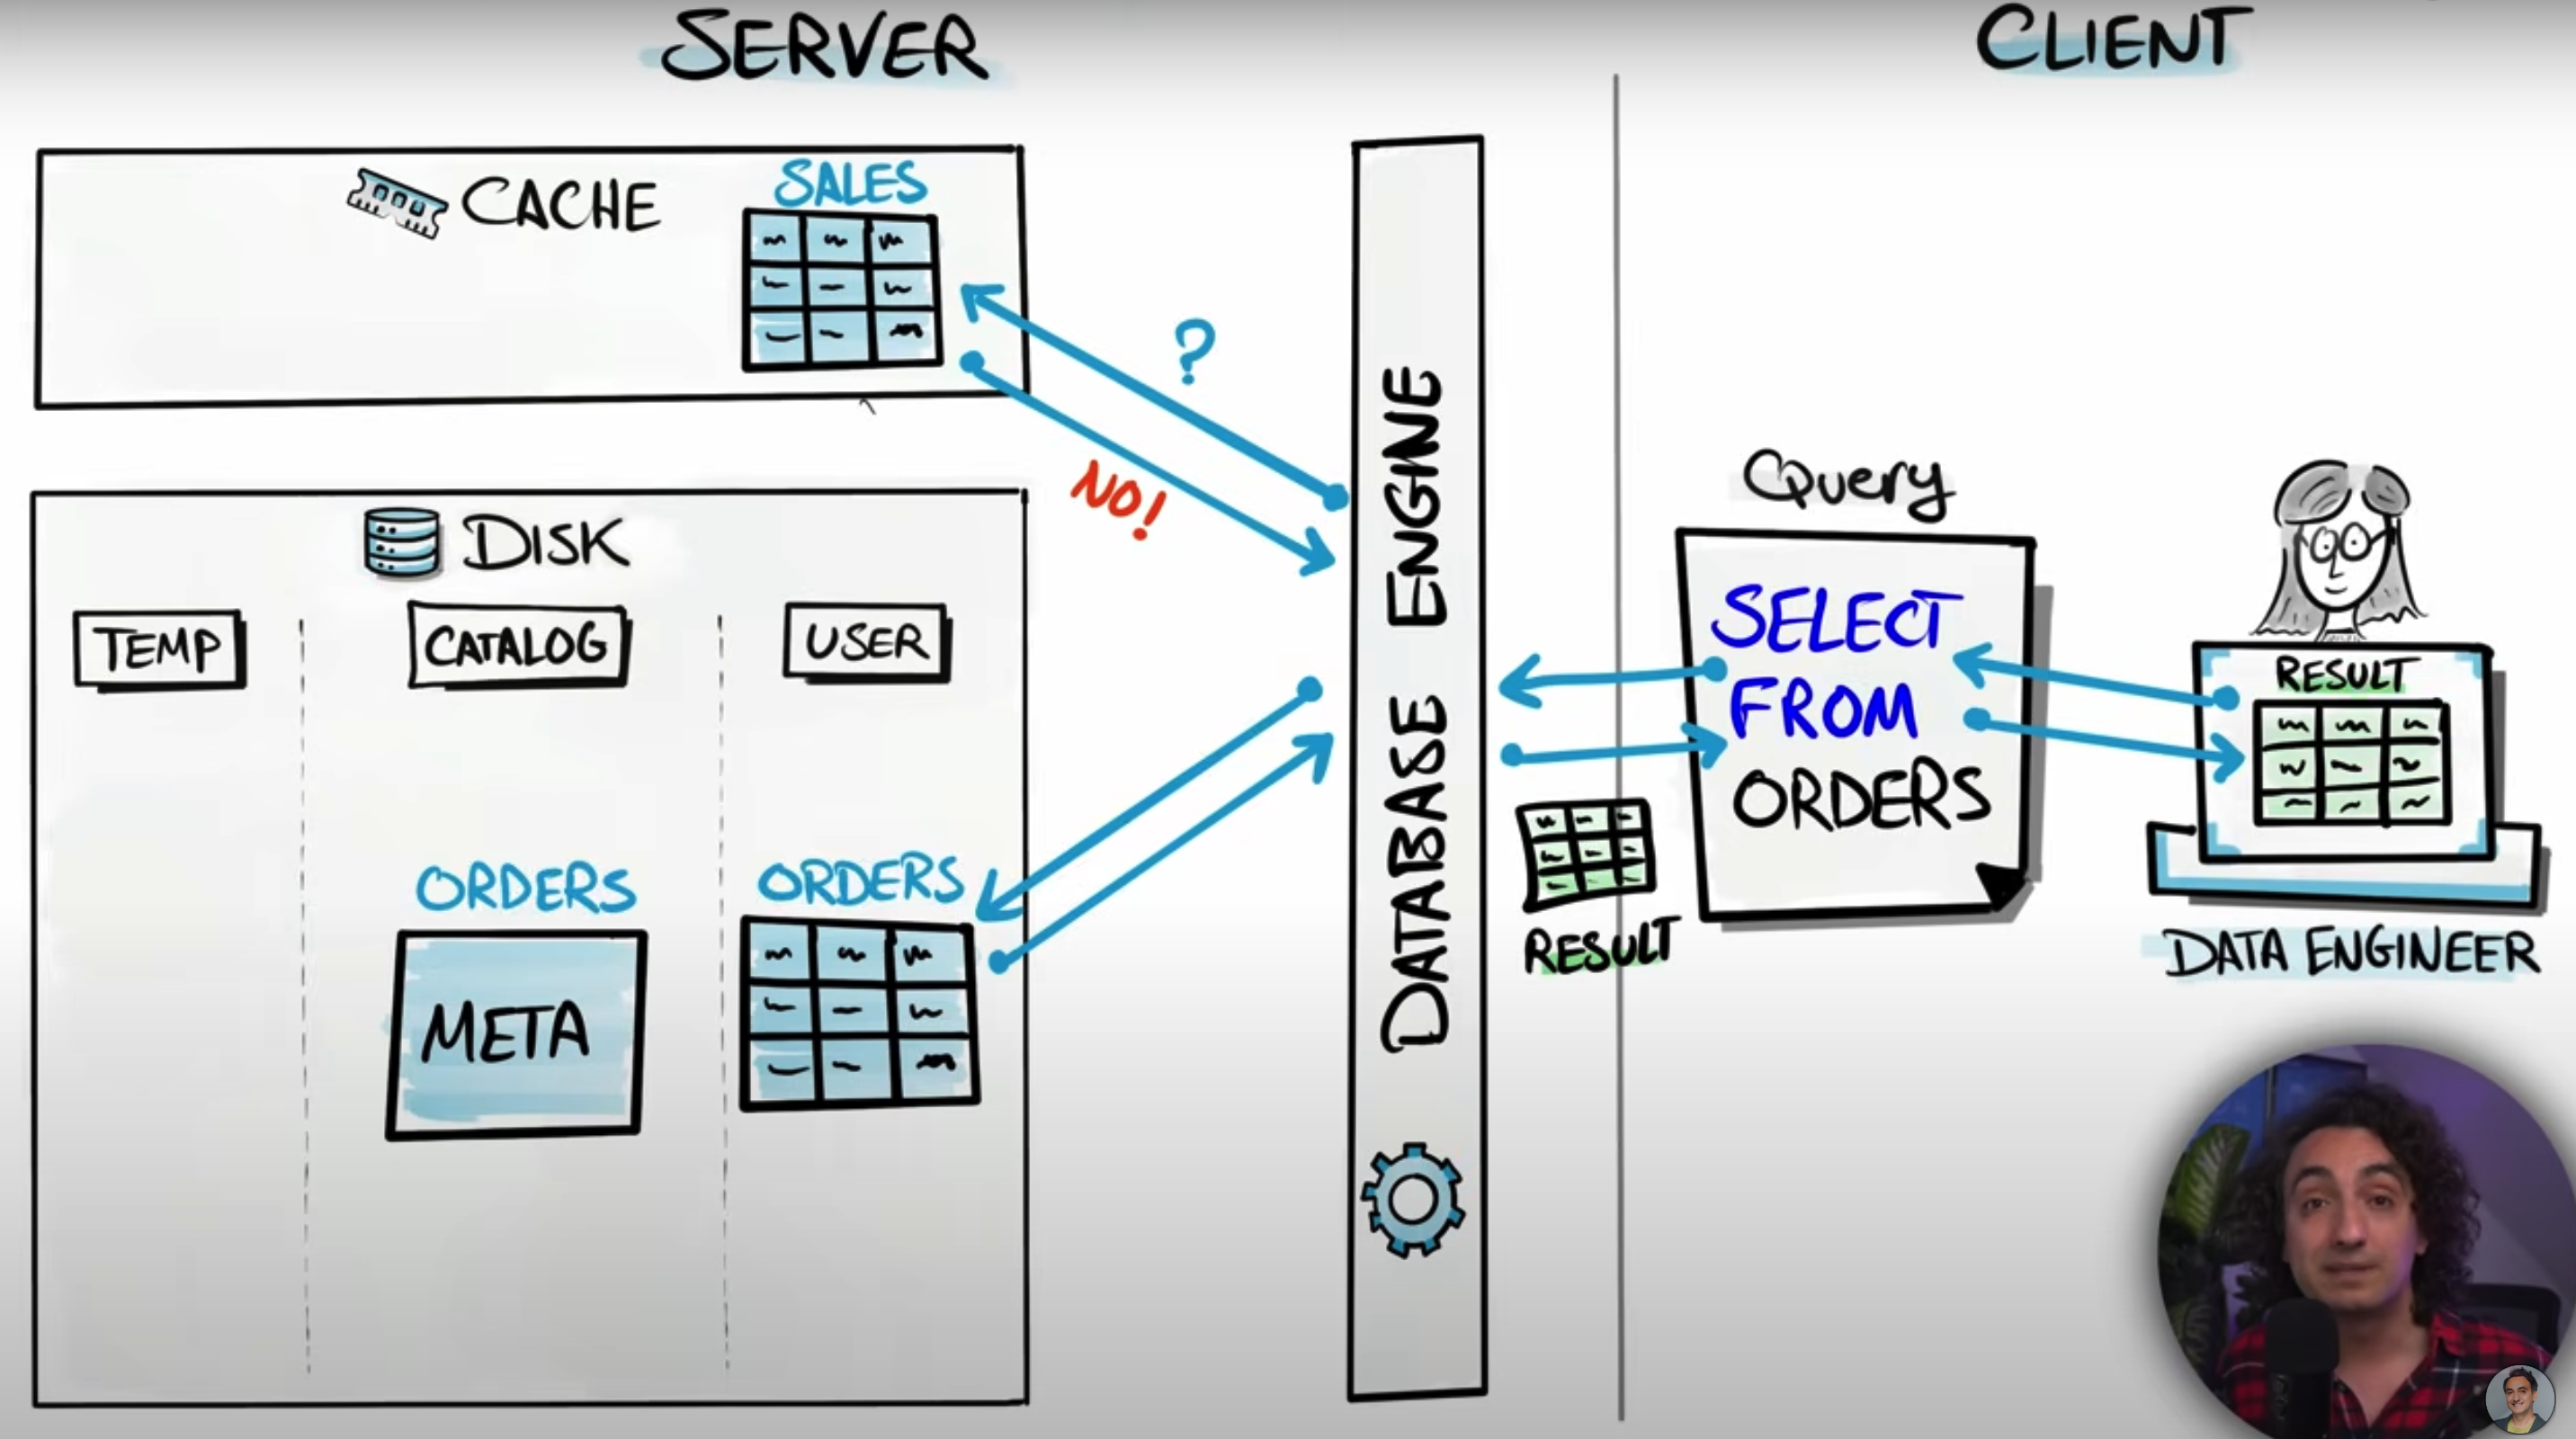 SERVER
CLIENT
CACHE
SALES
?
NO!
DISK
TEMP
CATALOG
USER
ORDERS
META
ORDERS
DATABASE ENGINE
Query
SELECT
FROM
ORDERS
RESULT
RESULT
DATA ENGINEER